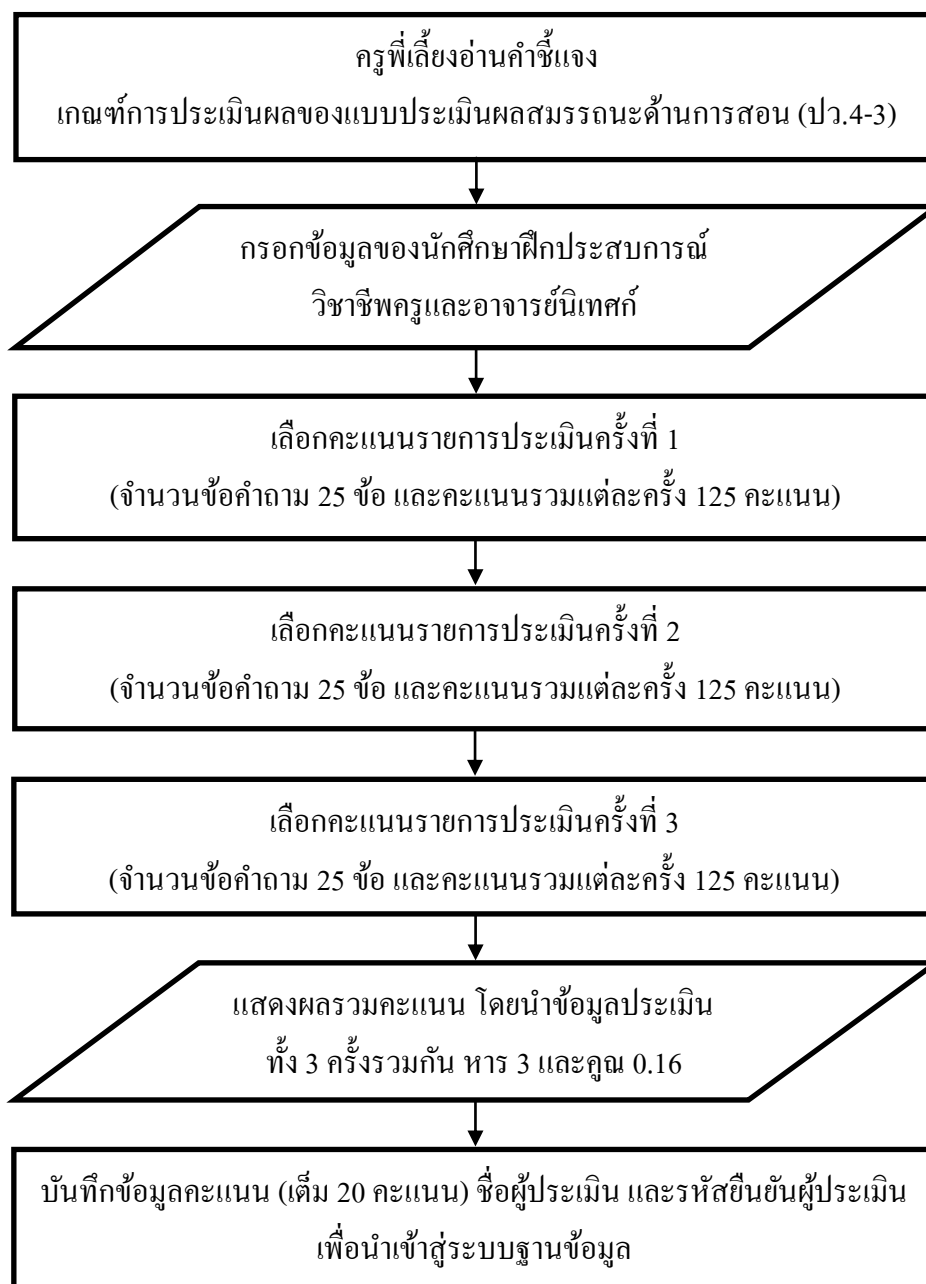 ครูพี่เลี้ยงอ่านคำชี้แจง
เกณฑ์การประเมินผลของแบบประเมินผลสมรรถนะด้านการสอน (ปว.4-3)
กรอกข้อมูลของนักศึกษาฝึกประสบการณ์
วิชาชีพครูและอาจารย์นิเทศก์
เลือกคะแนนรายการประเมินครั้งที่ 1
(จำนวนข้อคำถาม 25 ข้อ และคะแนนรวมแต่ละครั้ง 125 คะแนน)
เลือกคะแนนรายการประเมินครั้งที่ 2
(จำนวนข้อคำถาม 25 ข้อ และคะแนนรวมแต่ละครั้ง 125 คะแนน)
เลือกคะแนนรายการประเมินครั้งที่ 3
(จำนวนข้อคำถาม 25 ข้อ และคะแนนรวมแต่ละครั้ง 125 คะแนน)
แสดงผลรวมคะแนน โดยนำข้อมูลประเมิน
ทั้ง 3 ครั้งรวมกัน หาร 3 และคูณ 0.16
บันทึกข้อมูลคะแนน (เต็ม 20 คะแนน) ชื่อผู้ประเมิน และรหัสยืนยันผู้ประเมิน
เพื่อนำเข้าสู่ระบบฐานข้อมูล